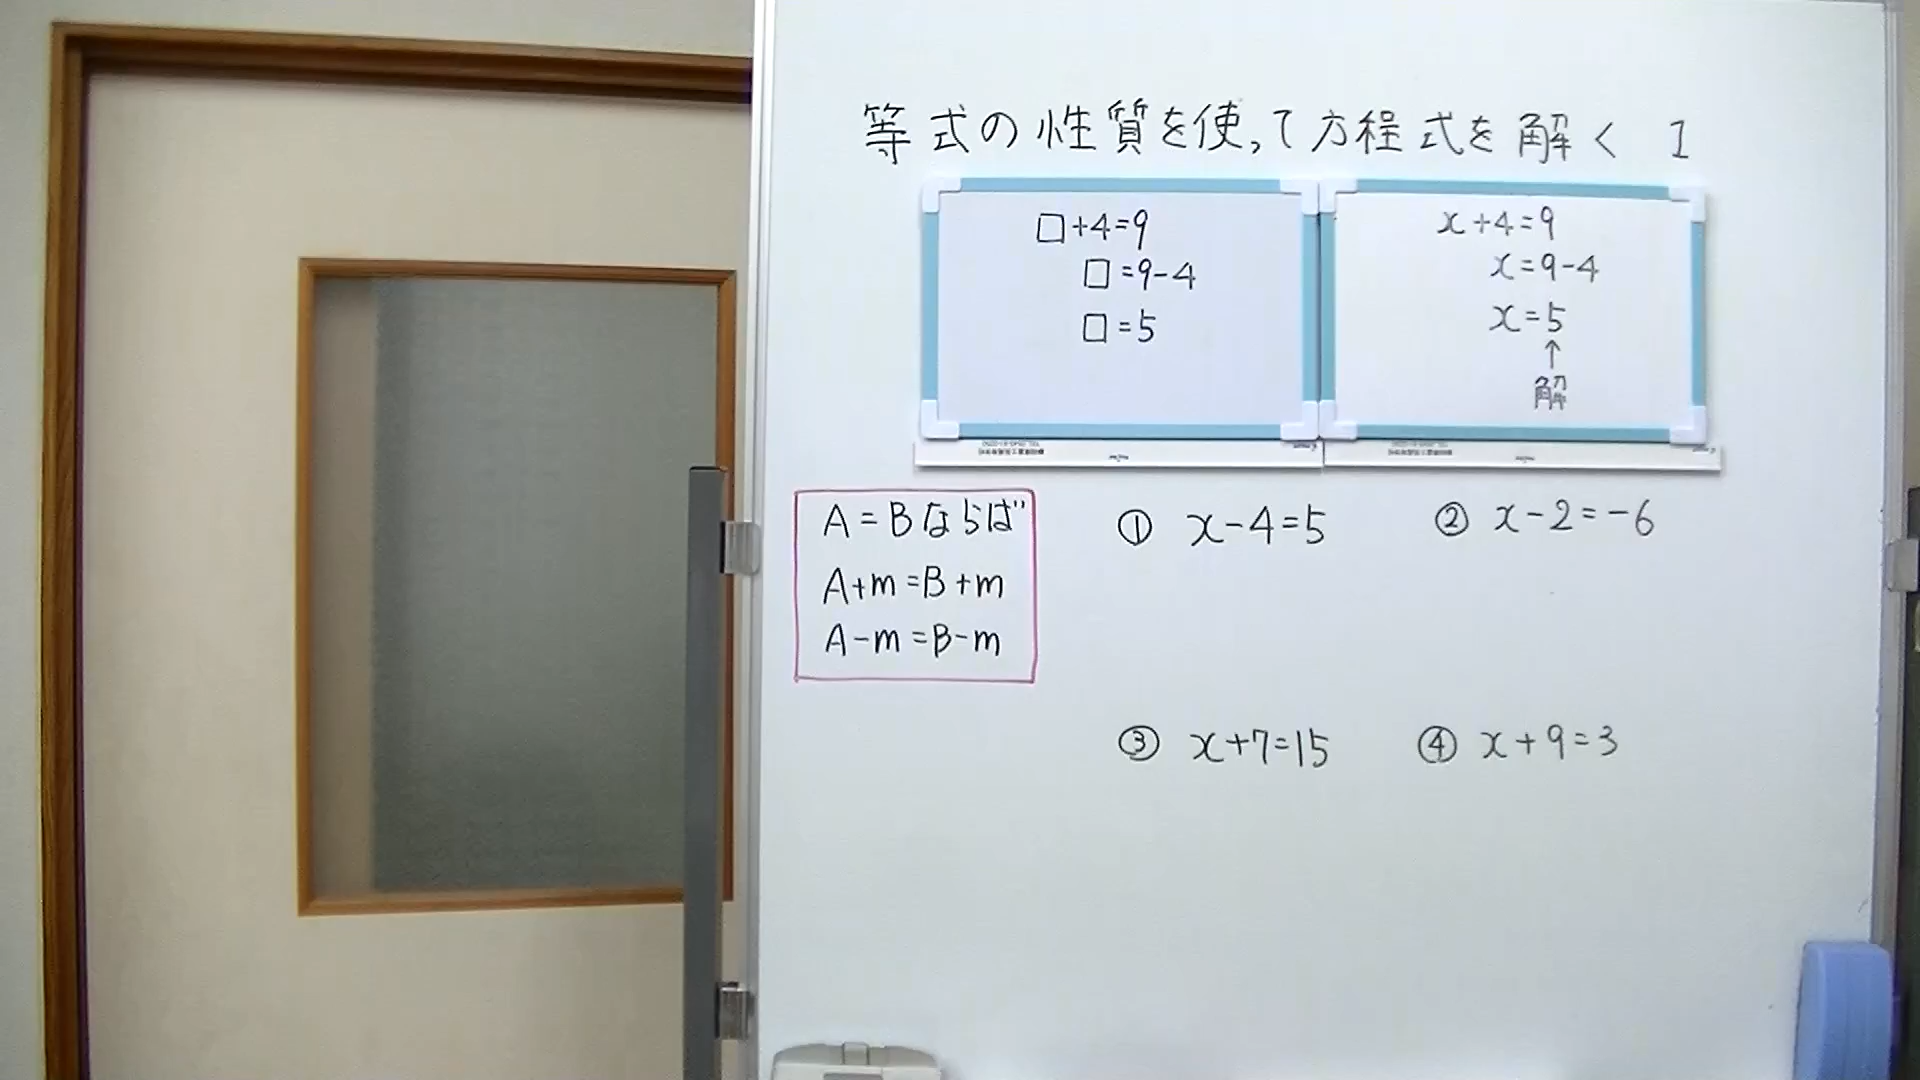 等式の性質を使って方程式を解く 1
□+4=9
□=9-4
□=5
x+4=9
x=9-4
x=5
↑
解
A=Bならば
A+m=B+m
A-m=B-m
① x-4=5
② x-2=-6
③ x+7=15
④ x+9=3